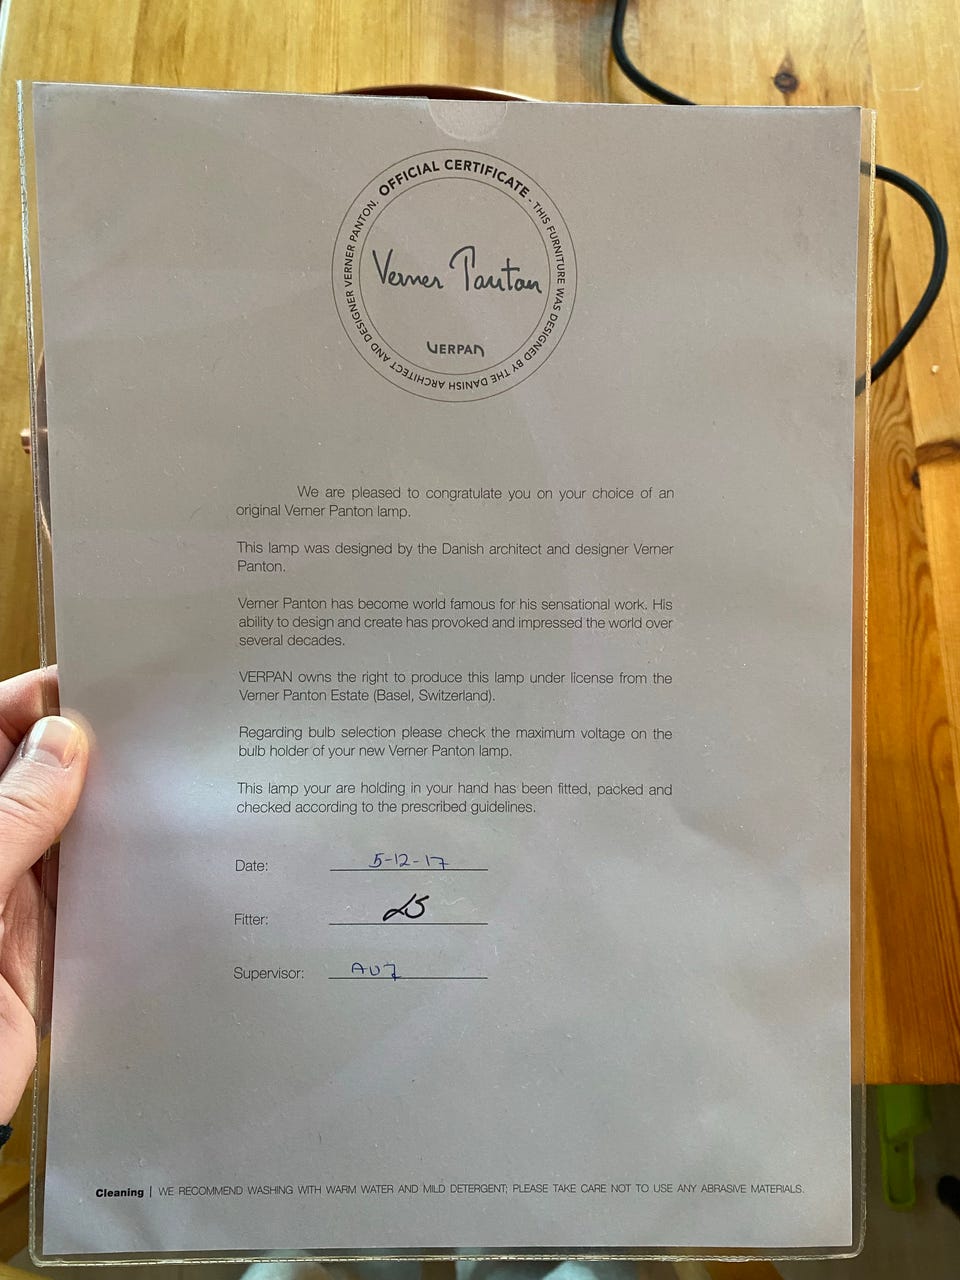 OFFICIAL CERTIFICATE - THIS FURNITURE WAS DESIGNED BY THE DANISH ARCHITECT AND DESIGNER VERNER PANTON.
Verner Panton
VERPAN
We are pleased to congratulate you on your choice of an
original Verner Panton lamp.
This lamp was designed by the Danish architect and designer Verner
Panton.
Verner Panton has become world famous for his sensational work. His
ability to design and create has provoked and impressed the world over
several decades.
VERPAN owns the right to produce this lamp under license from the
Verner Panton Estate (Basel, Switzerland).
Regarding bulb selection please check the maximum voltage on the
bulb holder of your new Verner Panton lamp.
This lamp your are holding in your hand has been fitted, packed and
checked according to the prescribed guidelines.
Date: 5-12-17
Fitter:
Supervisor:
Cleaning | WE RECOMMEND WASHING WITH WARM WATER AND MILD DETERGENT; PLEASE TAKE CARE NOT TO USE ANY ABRASIVE MATERIALS.